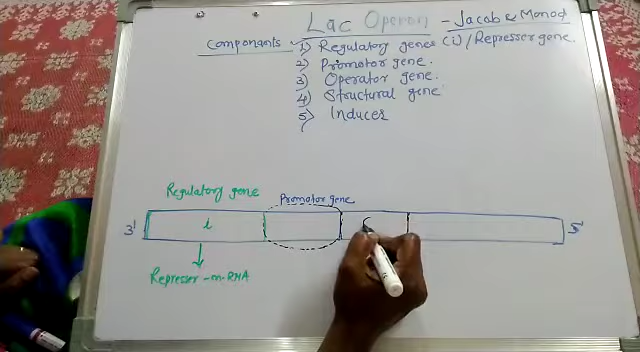 Lac Operon - Jacob & Monod
Components 1) Regulatory genes (i) / Represser gene.
2) Promotor gene.
3) Operator gene.
4) Structural gene
5) Inducer
Regulatory gene
Promotor gene
3' i 5'
Represser - m-RNA